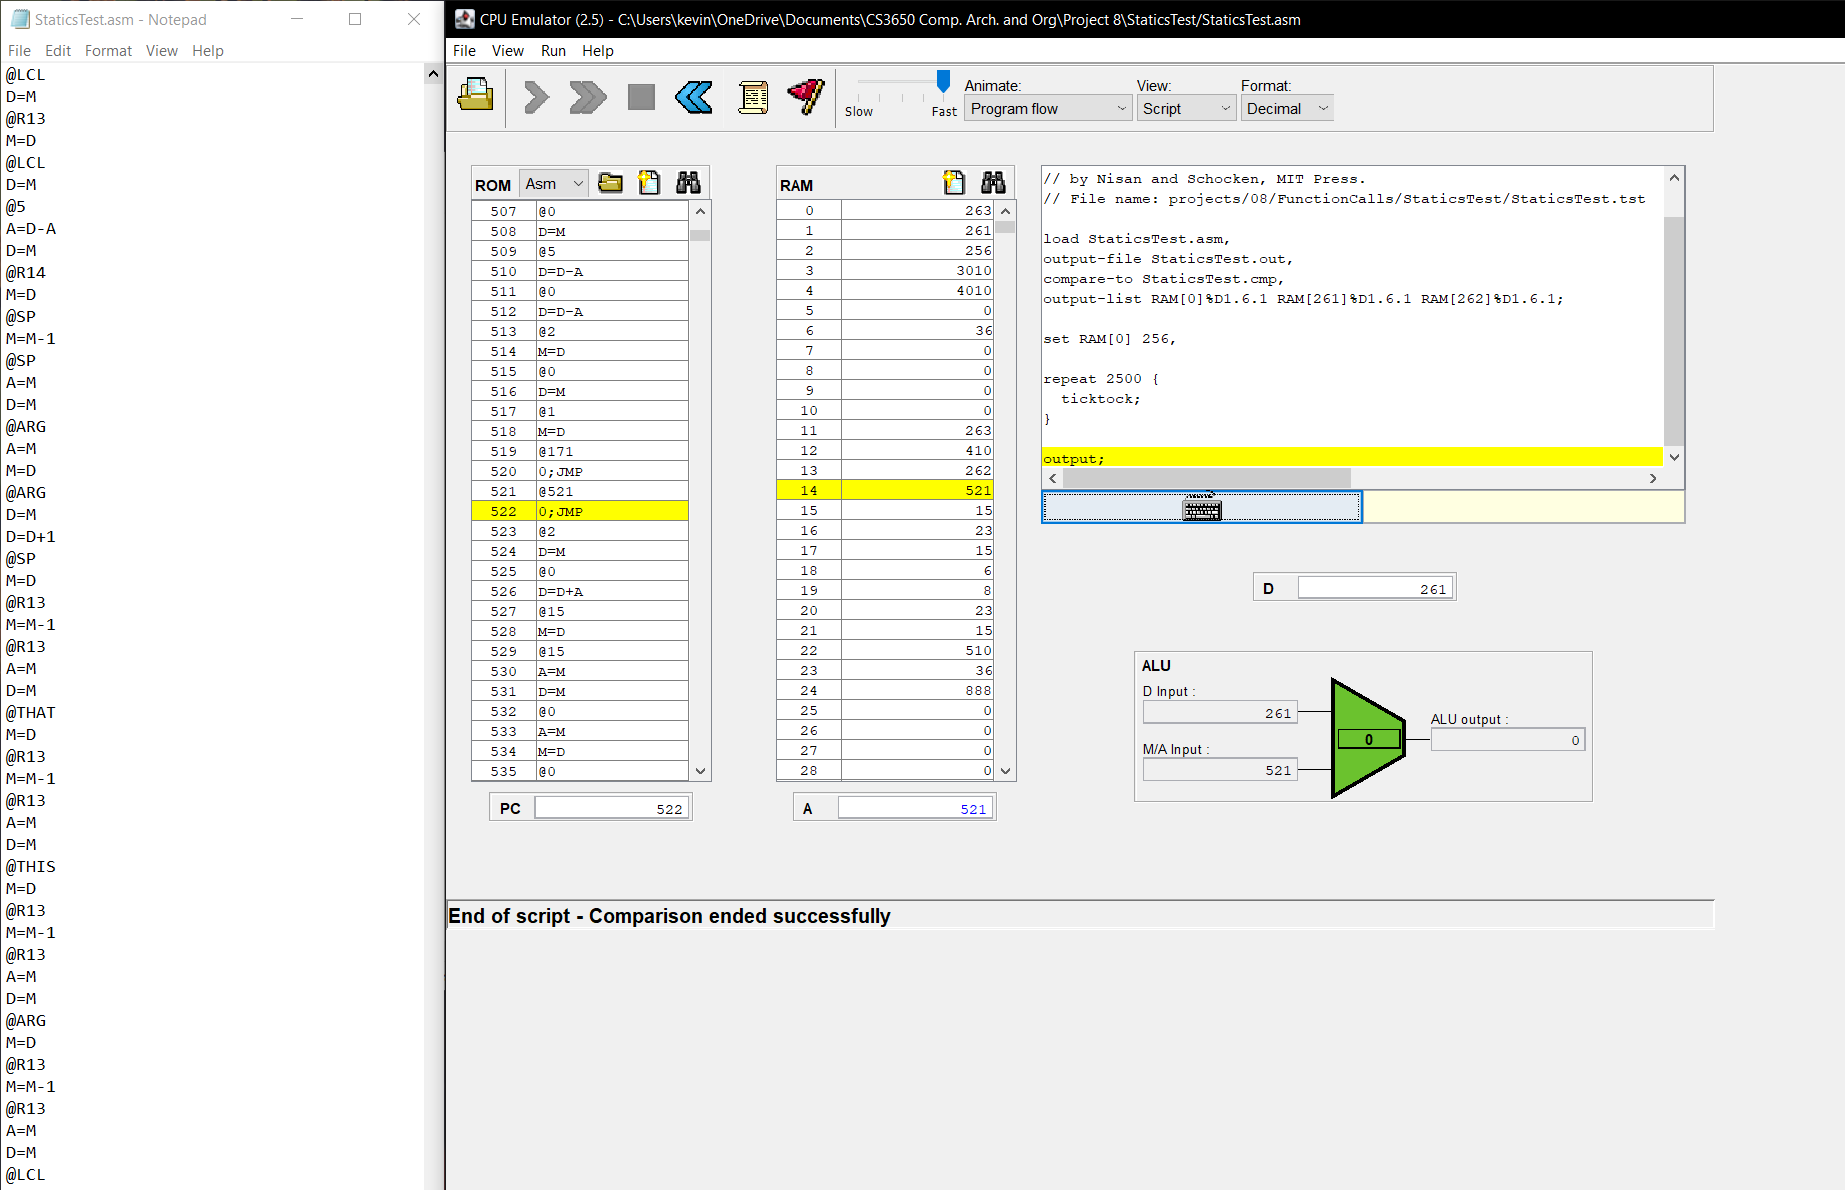 StaticsTest.asm - Notepad
File Edit Format View Help
@LCL
D=M
@R13
M=D
@LCL
D=M
@5
A=D-A
D=M
@R14
M=D
@SP
M=M-1
@SP
A=M
D=M
@ARG
A=M
M=D
@ARG
D=M
D=D+1
@SP
M=D
@R13
M=M-1
@R13
A=M
D=M
@THAT
M=D
@R13
M=M-1
@R13
A=M
D=M
@THIS
M=D
@R13
M=M-1
@R13
A=M
D=M
@ARG
M=D
@R13
M=M-1
@R13
A=M
D=M
@LCL
CPU Emulator (2.5) - C:\Users\kevin\OneDrive\Documents\CS3650 Comp. Arch. and Org\Project 8\StaticsTest/StaticsTest.asm
File View Run Help
Slow Fast
Animate:
Program flow
View:
Script
Format:
Decimal
ROM Asm
507 @0
508 D=M
509 @5
510 D=D-A
511 @0
512 D=D-A
513 @2
514 M=D
515 @0
516 D=M
517 @1
518 M=D
519 @171
520 0;JMP
521 @521
522 0;JMP
523 @2
524 D=M
525 @0
526 D=D+A
527 @15
528 M=D
529 @15
530 A=M
531 D=M
532 @0
533 A=M
534 M=D
535 @0
PC 522
RAM
0 263
1 261
2 256
3 3010
4 4010
5 0
6 36
7 0
8 0
9 0
10 0
11 263
12 410
13 262
14 521
15 15
16 23
17 15
18 6
19 8
20 23
21 15
22 510
23 36
24 888
25 0
26 0
27 0
28 0
A 521
// by Nisan and Schocken, MIT Press.
// File name: projects/08/FunctionCalls/StaticsTest/StaticsTest.tst
load StaticsTest.asm,
output-file StaticsTest.out,
compare-to StaticsTest.cmp,
output-list RAM[0]%D1.6.1 RAM[261]%D1.6.1 RAM[262]%D1.6.1;
set RAM[0] 256,
repeat 2500 {
ticktock;
}
output;
D 261
ALU
D Input :
261
M/A Input :
521
0
ALU output :
0
End of script - Comparison ended successfully